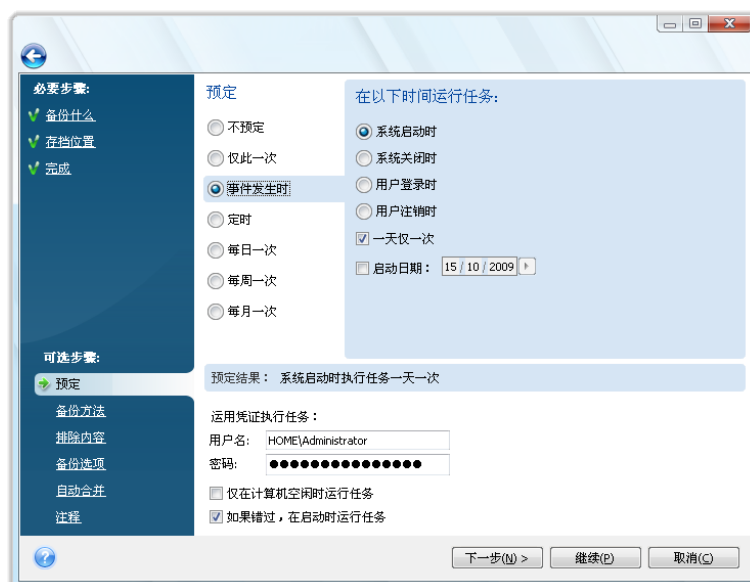 必要步骤:
备份什么
存档位置
完成
可选步骤:
预定
备份方法
排除内容
备份选项
自动合并
注释
预定
不预定
仅此一次
事件发生时
定时
每日一次
每周一次
每月一次
在以下时间运行任务:
系统启动时
系统关闭时
用户登录时
用户注销时
一天仅一次
启动日期: 15 / 10 / 2009
预定结果: 系统启动时执行任务一天一次
运用凭证执行任务:
用户名: HOME\Administrator
密码: ●●●●●●●●●●●●●●●
仅在计算机空闲时运行任务
如果错过,在启动时运行任务
下一步(N) > 继续(P) 取消(C)